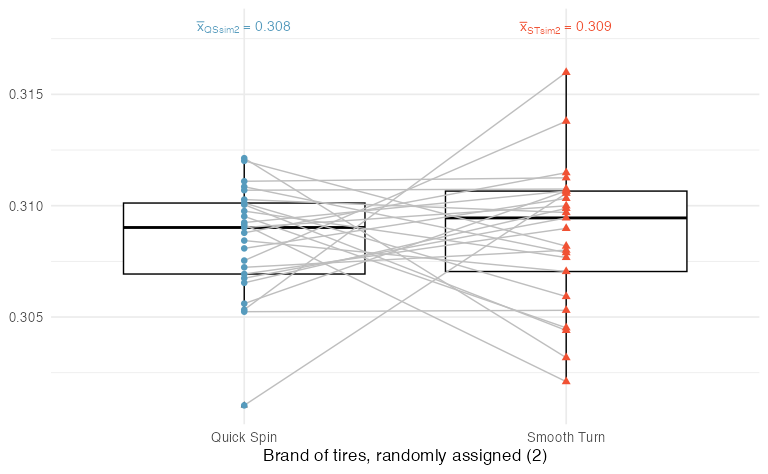 x̅QSsim2 = 0.308 x̅STsim2 = 0.309
0.315
0.310
0.305
Quick Spin Smooth Turn
Brand of tires, randomly assigned (2)